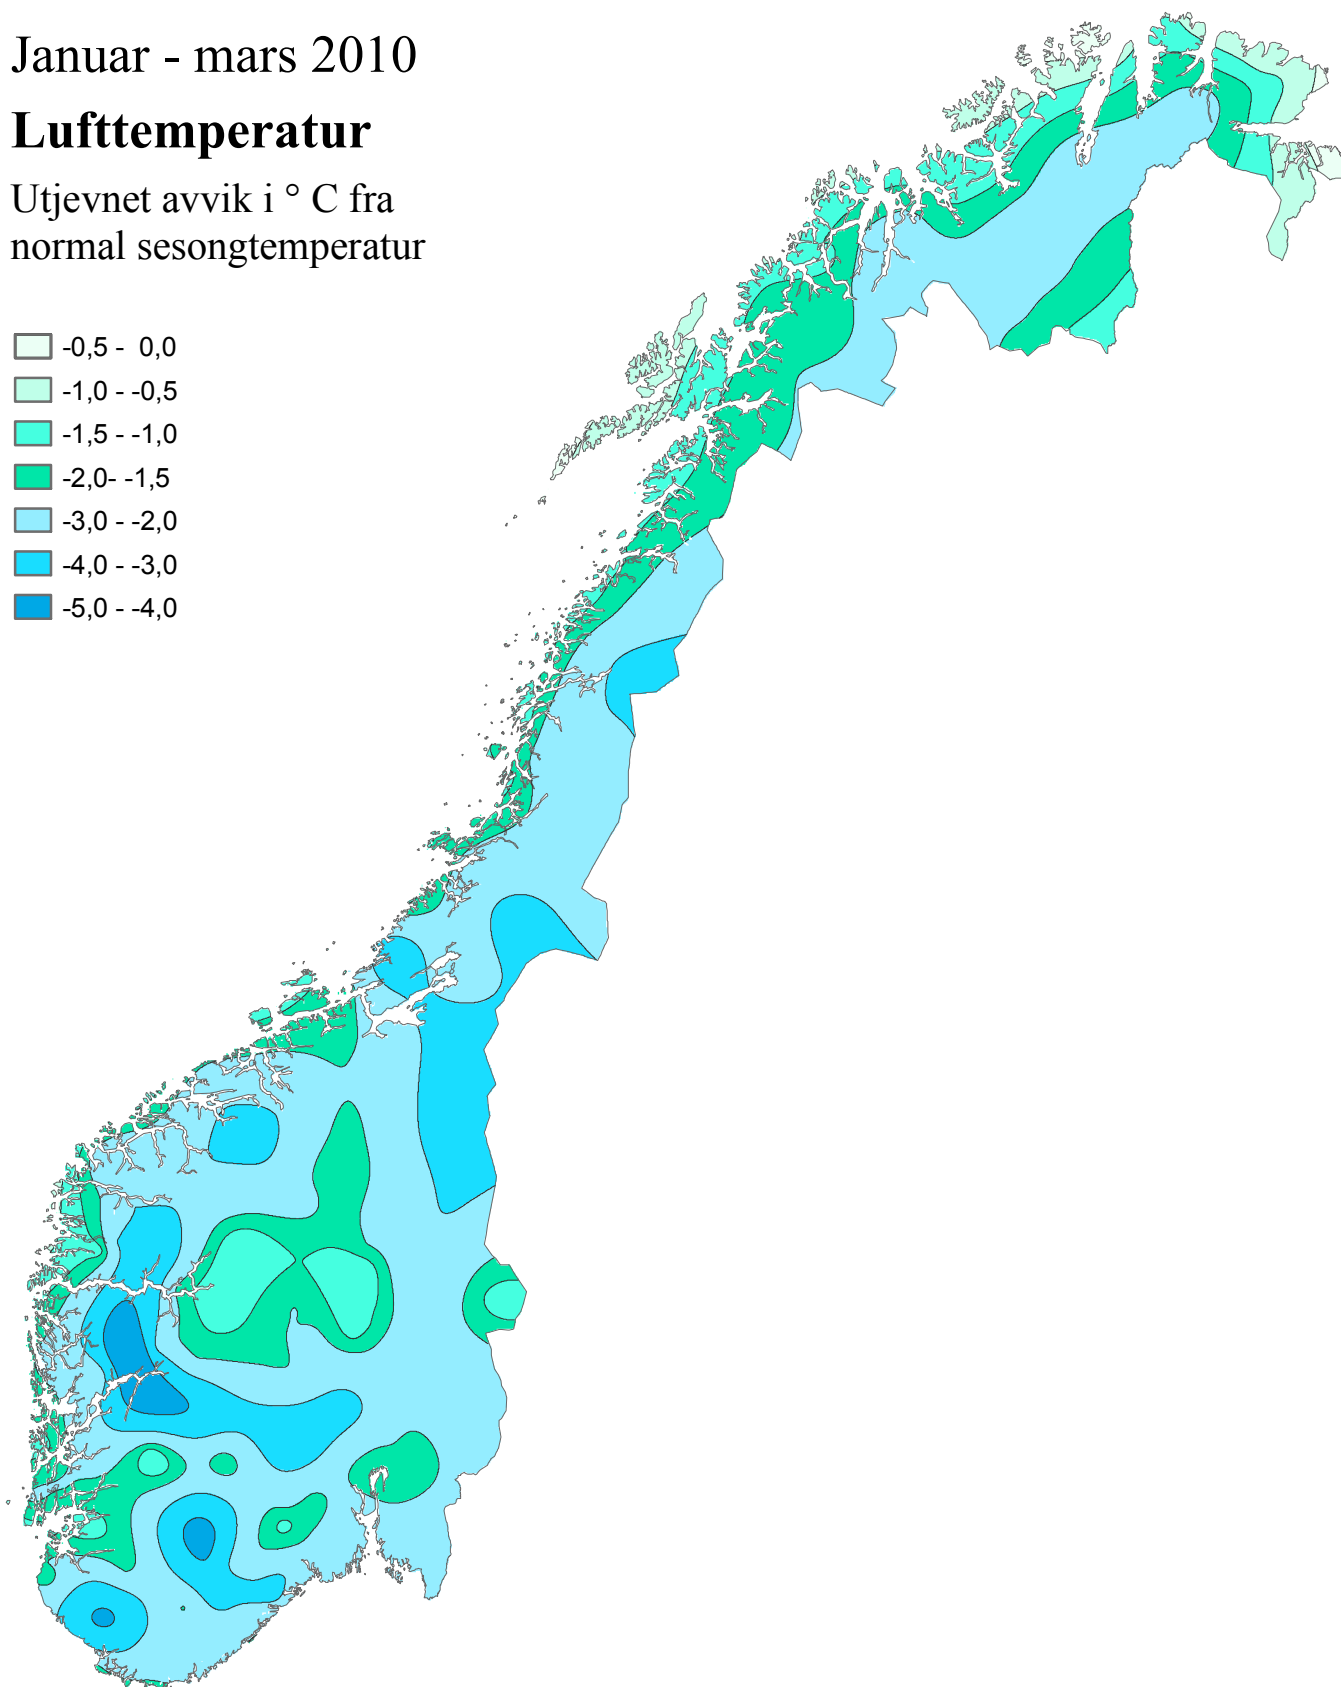 Januar - mars 2010
Lufttemperatur
Utjevnet avvik i ° C fra
normal sesongtemperatur
-0,5 - 0,0
-1,0 - -0,5
-1,5 - -1,0
-2,0- -1,5
-3,0 - -2,0
-4,0 - -3,0
-5,0 - -4,0